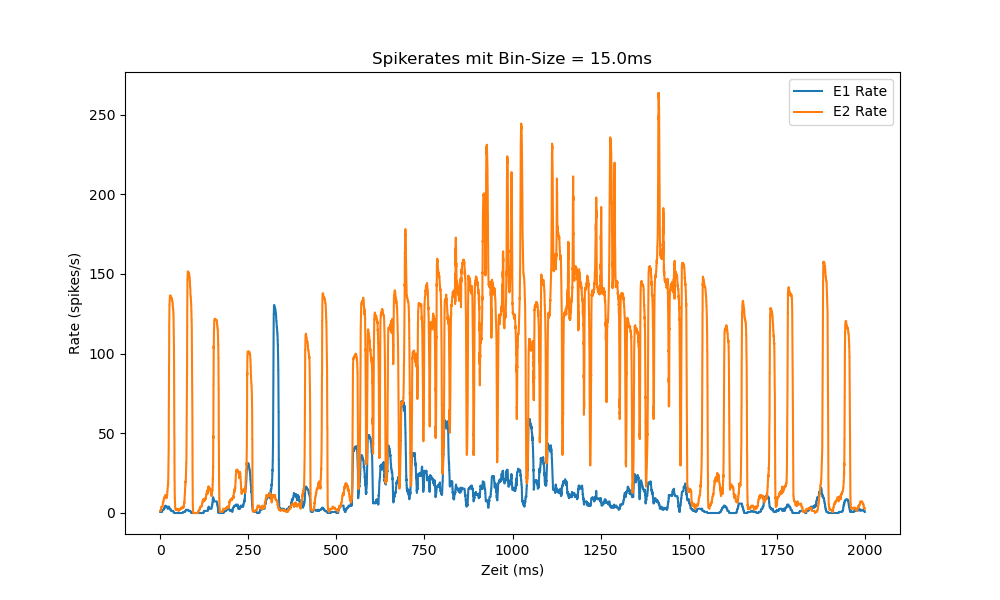 Spikerates mit Bin-Size = 15.0ms
E1 Rate
E2 Rate
Rate (spikes/s)
250
200
150
100
50
0
0 250 500 750 1000 1250 1500 1750 2000
Zeit (ms)